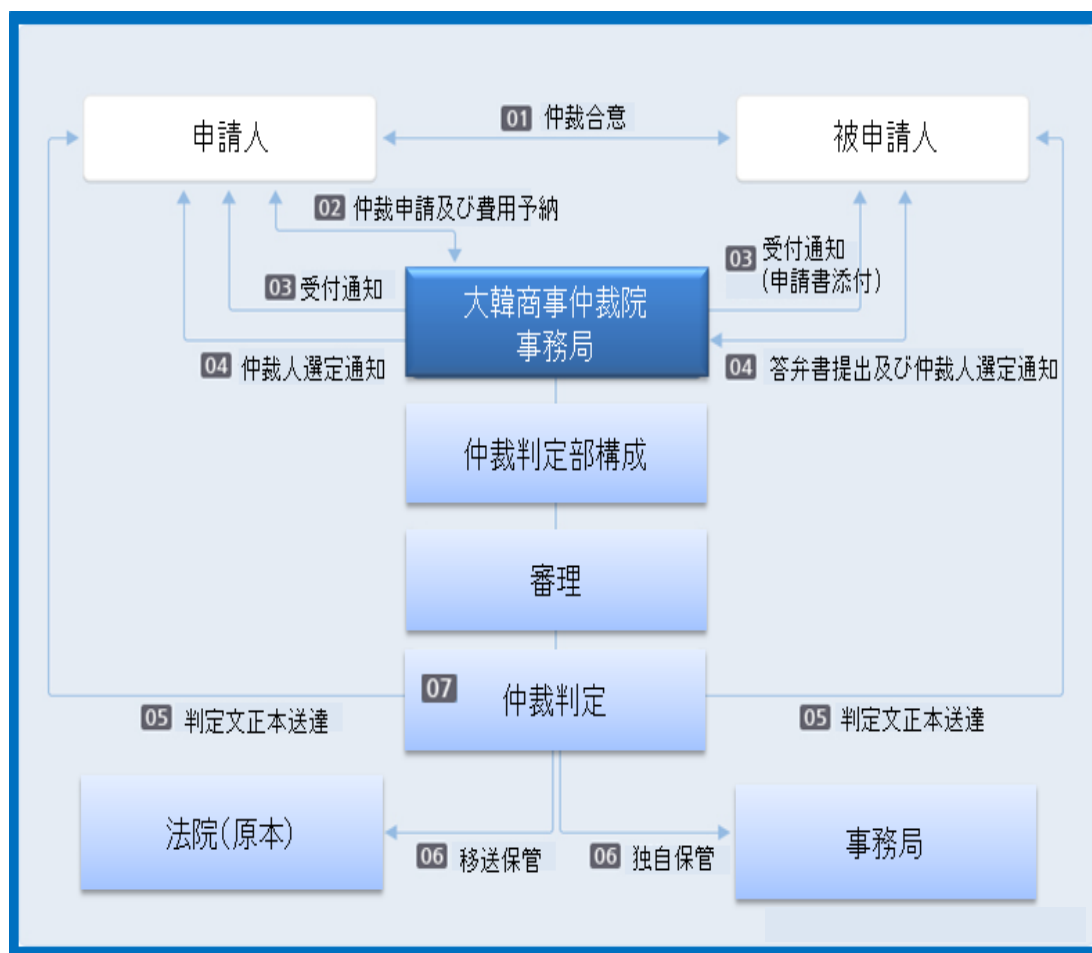 01 仲裁合意
申請人
被申請人
02 仲裁申請及び費用予納
03 受付通知
03 受付通知
(申請書添付)
大韓商事仲裁院
事務局
04 仲裁人選定通知
04 答弁書提出及び仲裁人選定通知
仲裁判定部構成
審理
07 仲裁判定
05 判定文正本送達
05 判定文正本送達
法院(原本)
06 移送保管
06 独自保管
事務局